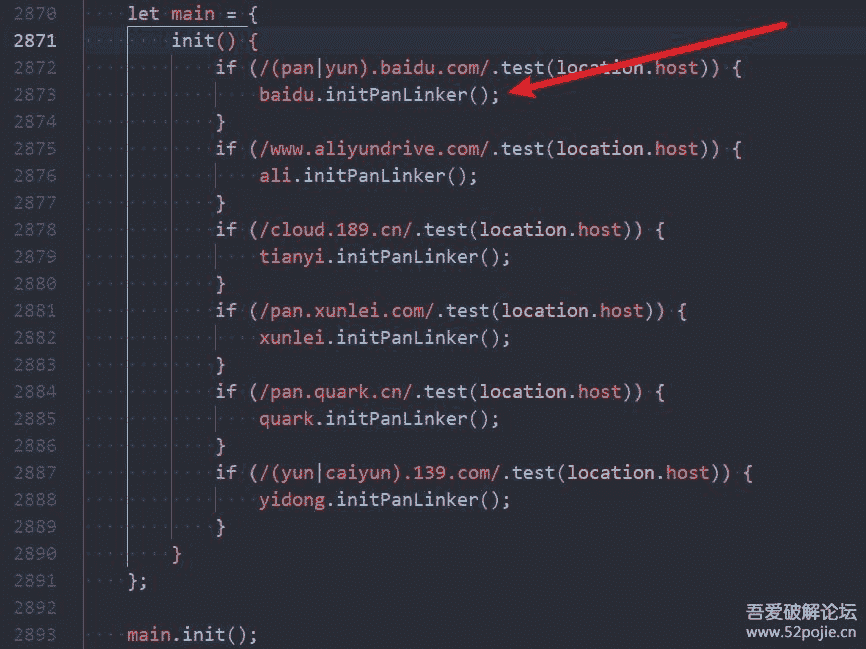 2870 let main = {
2871 init() {
2872 if (/(pan|yun).baidu.com/.test(location.host)) {
2873 baidu.initPanLinker();
2874 }
2875 if (/www.aliyundrive.com/.test(location.host)) {
2876 ali.initPanLinker();
2877 }
2878 if (/cloud.189.cn/.test(location.host)) {
2879 tianyi.initPanLinker();
2880 }
2881 if (/pan.xunlei.com/.test(location.host)) {
2882 xunlei.initPanLinker();
2883 }
2884 if (/pan.quark.cn/.test(location.host)) {
2885 quark.initPanLinker();
2886 }
2887 if (/(yun|caiyun).139.com/.test(location.host)) {
2888 yidong.initPanLinker();
2889 }
2890 }
2891 };
2892
2893 main.init();
吾爱破解论坛
www.52pojie.cn